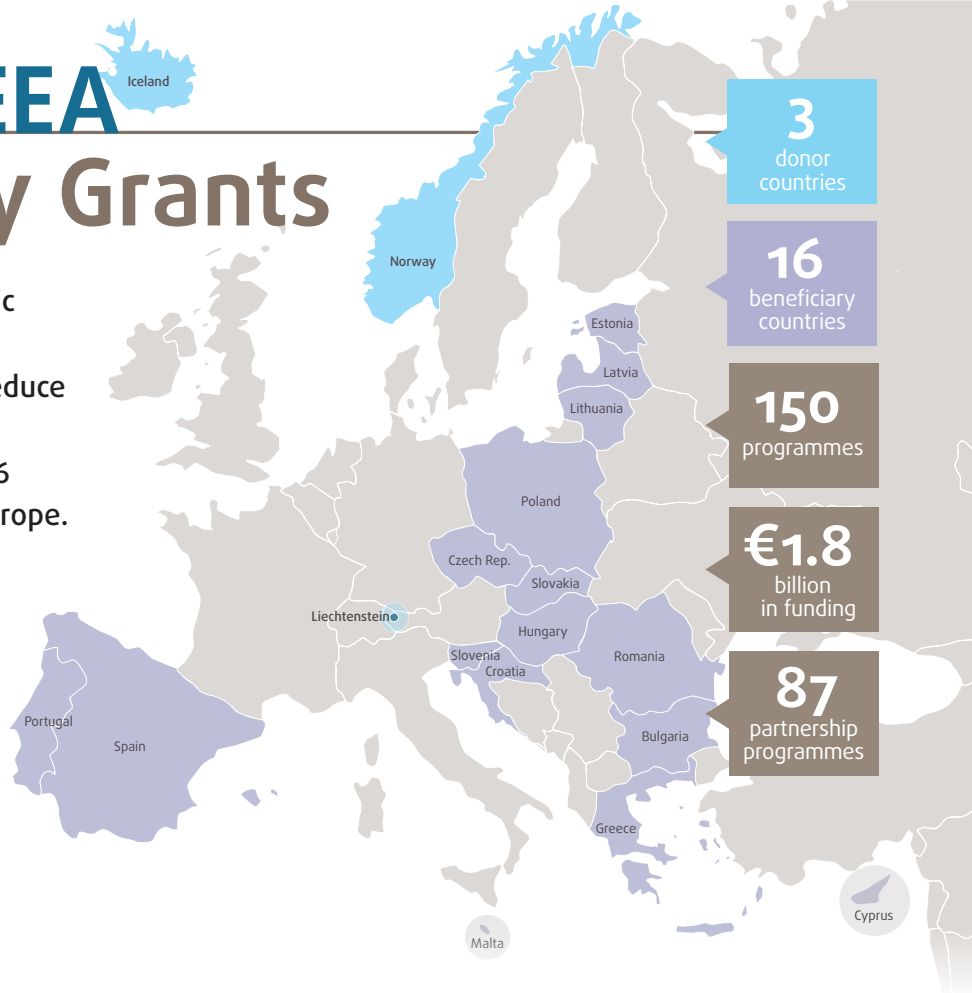 EEA
y Grants
c
educe
6
rope.
Iceland
Norway
Estonia
Latvia
Lithuania
Poland
Czech Rep.
Slovakia
Liechtenstein
Hungary
Slovenia
Croatia
Romania
Portugal
Spain
Bulgaria
Greece
Malta
Cyprus
3
donor
countries
16
beneficiary
countries
150
programmes
€1.8
billion
in funding
87
partnership
programmes